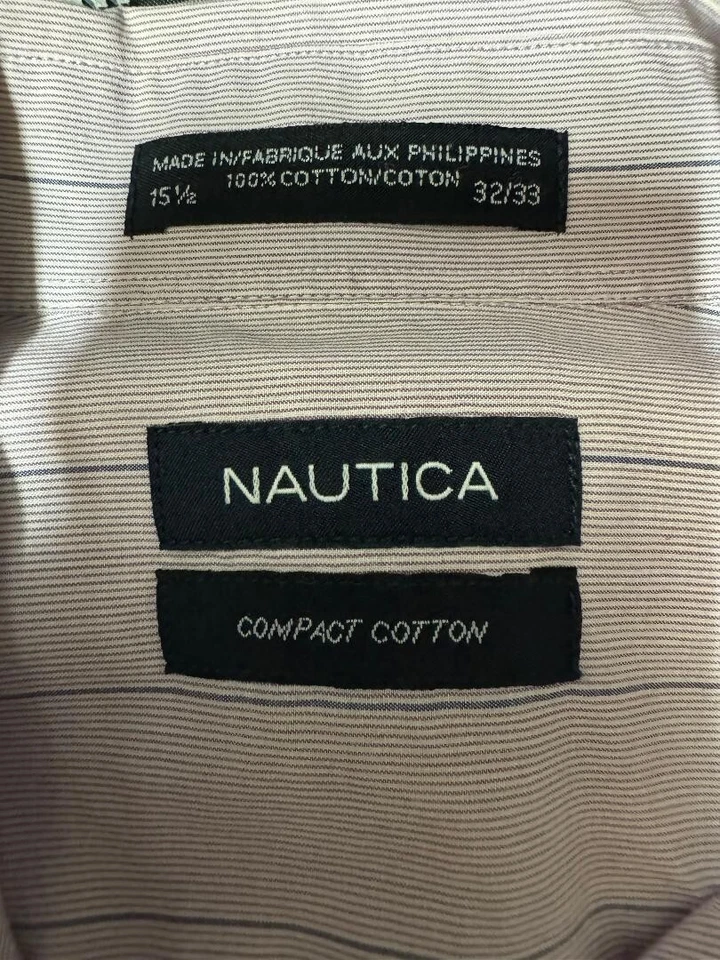 MADE IN/FABRIQUE AUX PHILIPPINES
100% COTTON/COTON
15½ 32/33
NAUTICA
COMPACT COTTON